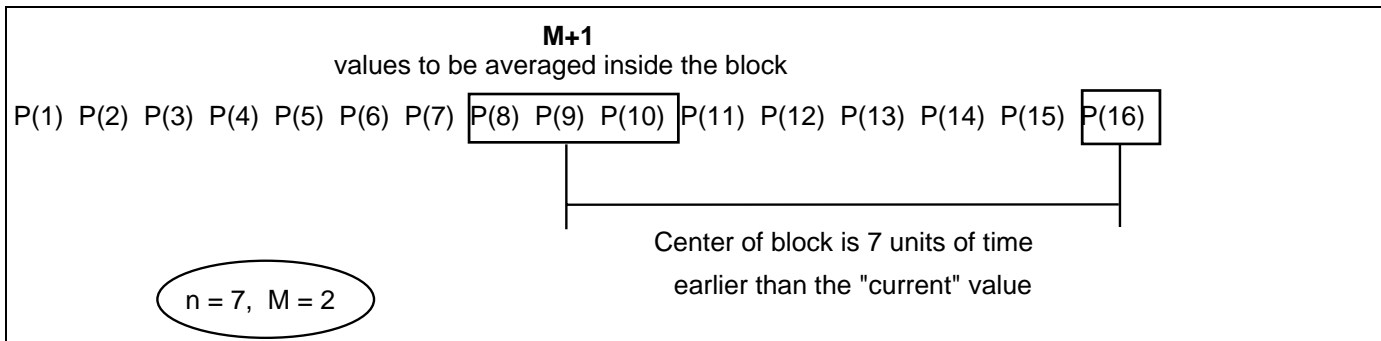 M+1
values to be averaged inside the block
P(1) P(2) P(3) P(4) P(5) P(6) P(7) P(8) P(9) P(10) P(11) P(12) P(13) P(14) P(15) P(16)
Center of block is 7 units of time
earlier than the "current" value
n = 7, M = 2